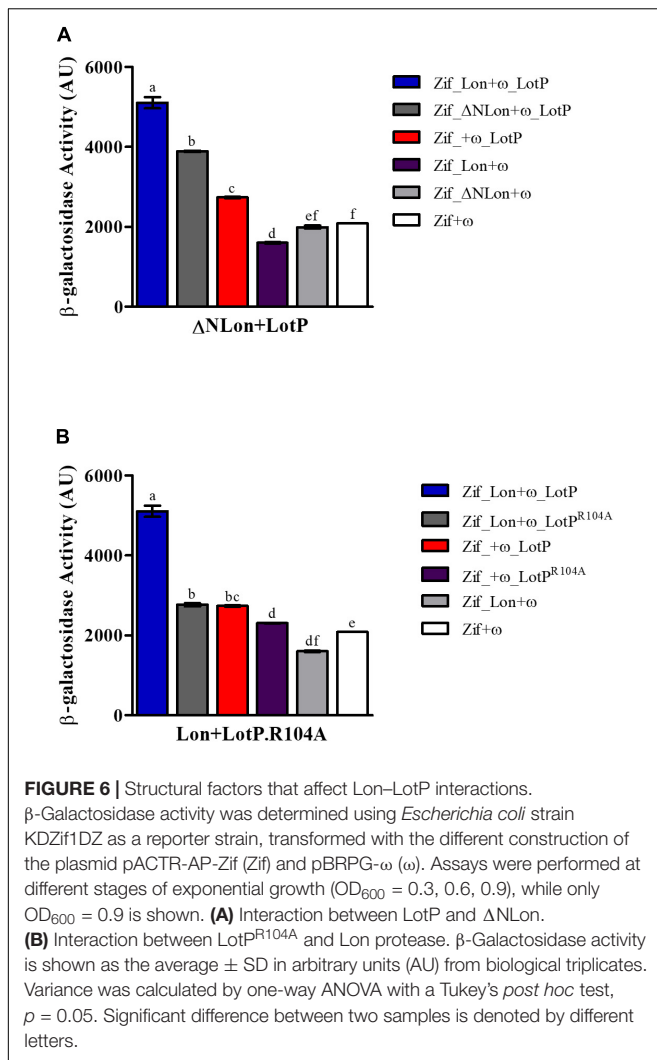 A
β-galactosidase Activity (AU)
6000
4000
2000
0
a
b
c
d
ef
f
ΔNLon+LotP
Zif_Lon+ω_LotP
Zif_ΔNLon+ω_LotP
Zif_+ω_LotP
Zif_Lon+ω
Zif_ΔNLon+ω
Zif+ω
B
β-galactosidase Activity (AU)
6000
4000
2000
0
a
b
bc
d
df
e
Lon+LotP.R104A
Zif_Lon+ω_LotP
Zif_Lon+ω_LotP^R104A
Zif_+ω_LotP
Zif_+ω_LotP^R104A
Zif_Lon+ω
Zif+ω
FIGURE 6 | Structural factors that affect Lon–LotP interactions.
β-Galactosidase activity was determined using Escherichia coli strain
KDZif1DZ as a reporter strain, transformed with the different construction of
the plasmid pACTR-AP-Zif (Zif) and pBRPG-ω (ω). Assays were performed at
different stages of exponential growth (OD600 = 0.3, 0.6, 0.9), while only
OD600 = 0.9 is shown. (A) Interaction between LotP and ΔNLon.
(B) Interaction between LotP^R104A and Lon protease. β-Galactosidase activity
is shown as the average ± SD in arbitrary units (AU) from biological triplicates.
Variance was calculated by one-way ANOVA with a Tukey's post hoc test,
p = 0.05. Significant difference between two samples is denoted by different
letters.